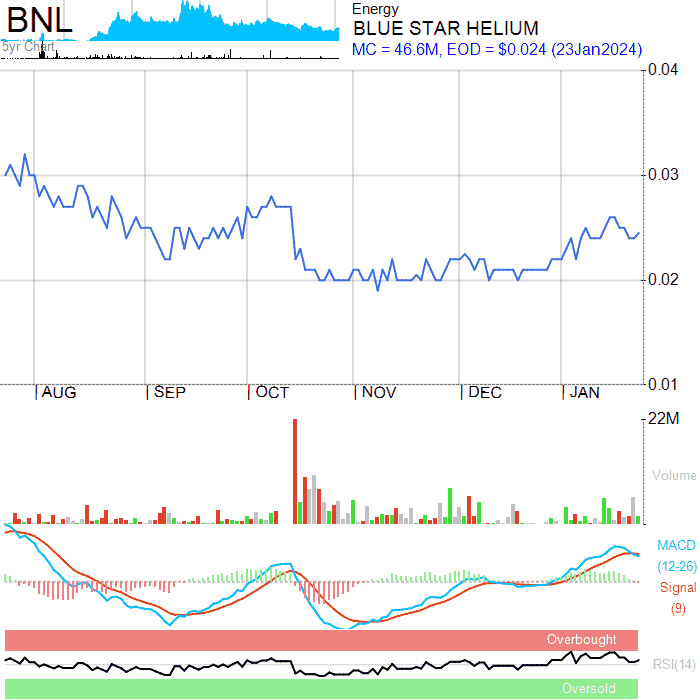 BNL
5yr Chart
Energy
BLUE STAR HELIUM
MC = 46.6M, EOD = $0.024 (23Jan2024)
0.04
0.03
0.02
0.01
AUG SEP OCT NOV DEC JAN
22M
Volume
MACD
(12-26)
Signal
(9)
Overbought
RSI(14)
Oversold